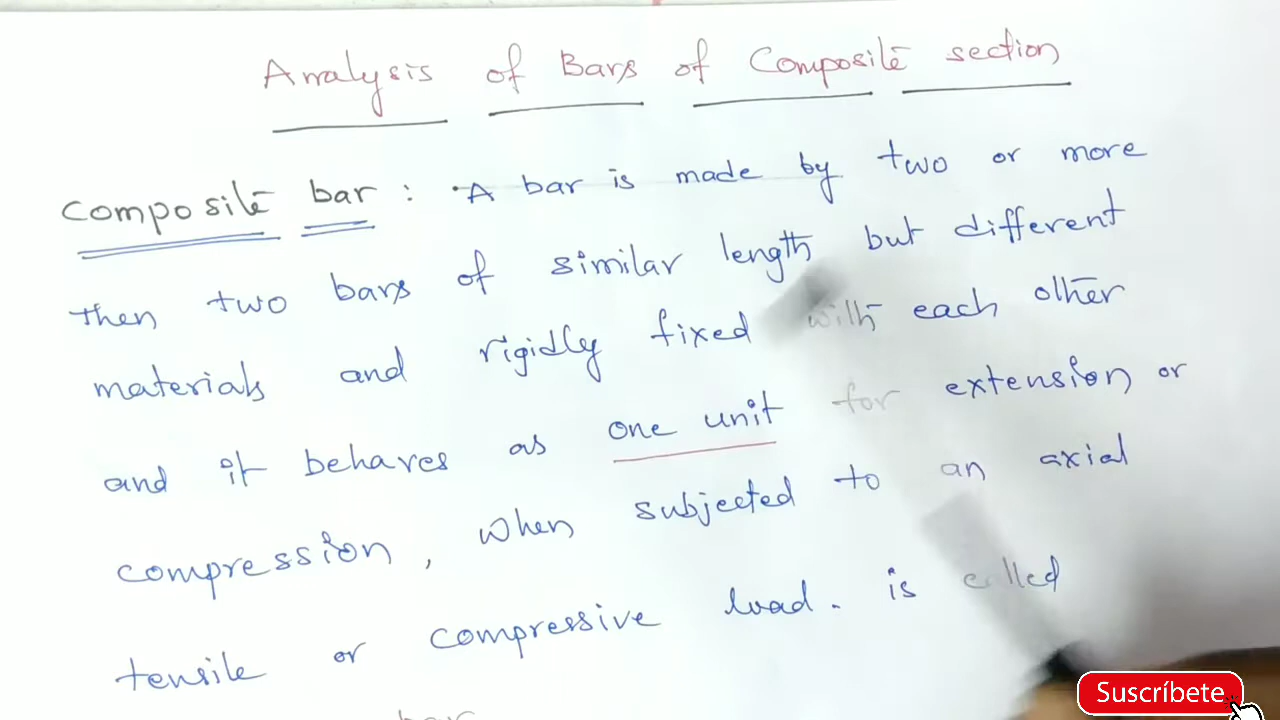 Analysis of Bars of Composite section
Composite bar : A bar is made by two or more
then two bars of similar length but different
materials and rigidly fixed with each other
and it behaves as one unit for extension or
compression, when subjected to an axial
tensile or compressive load. is called
bar
Suscríbete